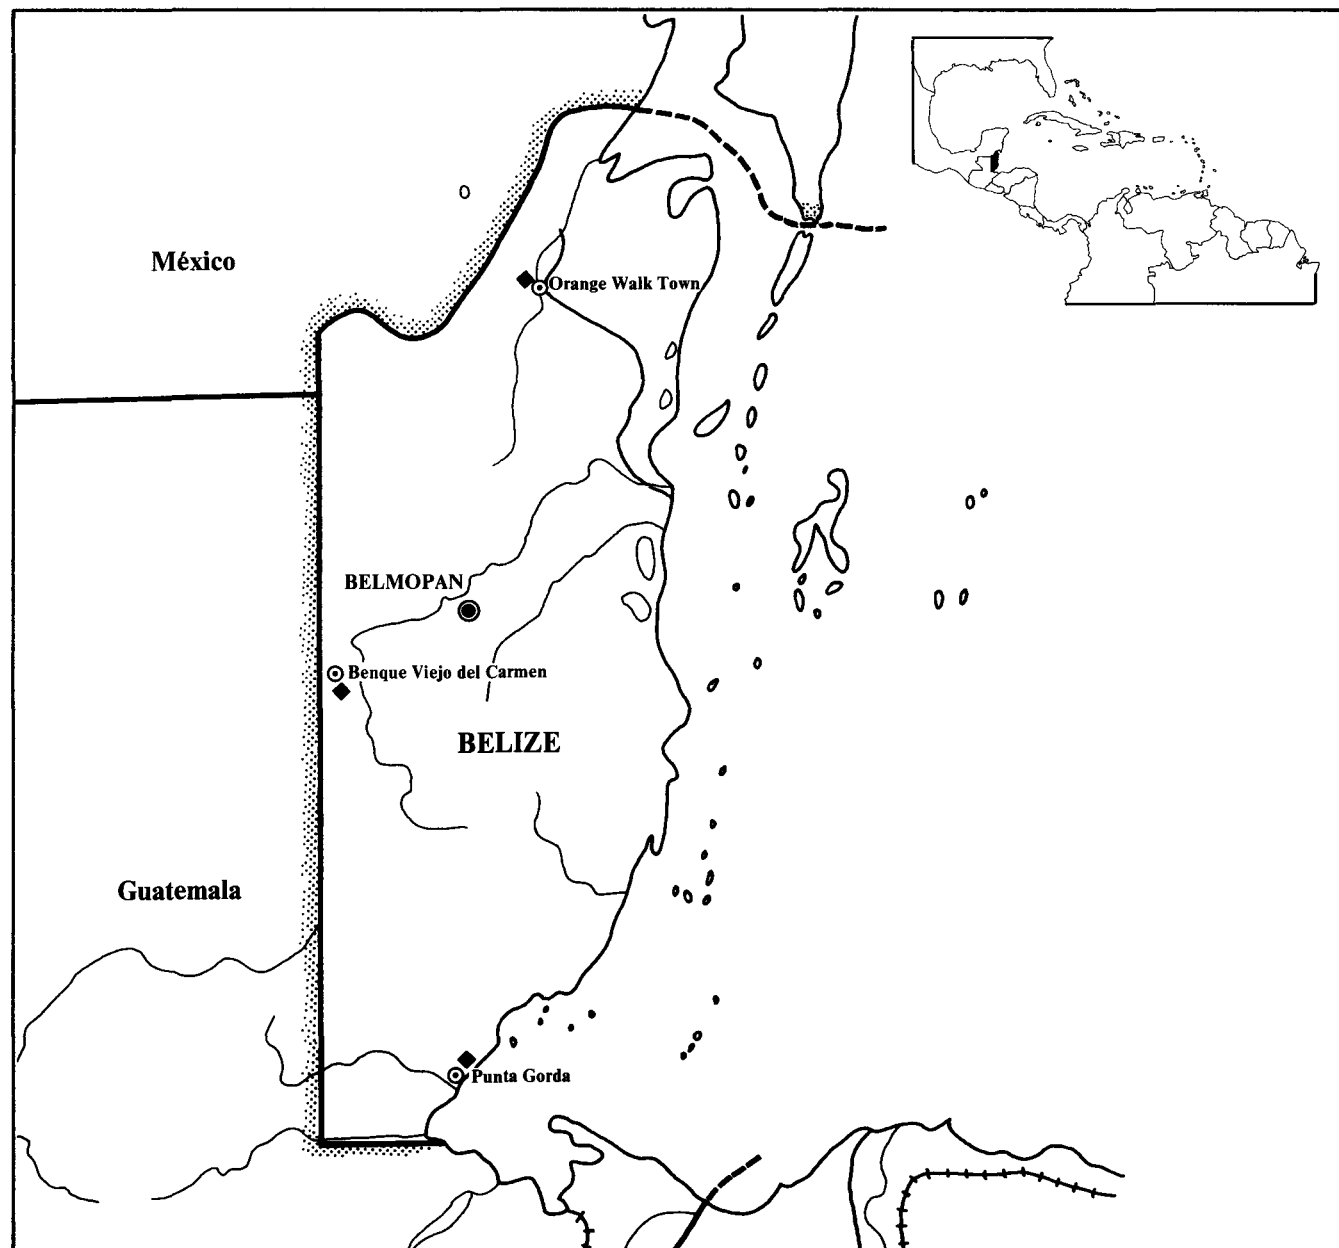 México
Orange Walk Town
BELMOPAN
Benque Viejo del Carmen
BELIZE
Guatemala
Punta Gorda